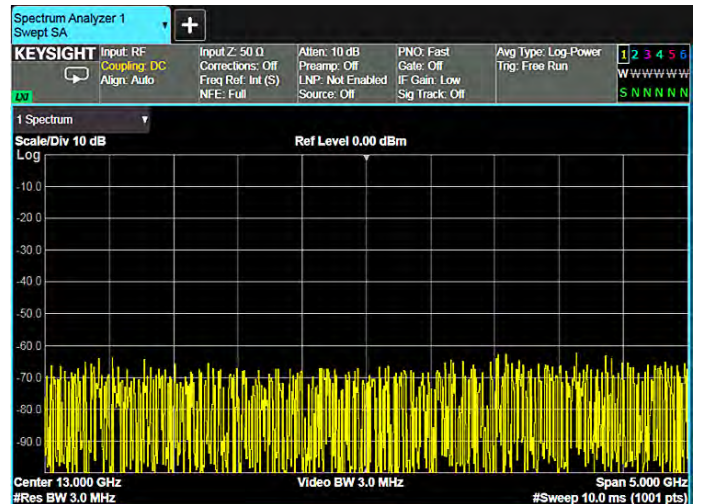 Spectrum Analyzer 1
Swept SA
+
KEYSIGHT Input: RF Input Z: 50 Ω Atten: 10 dB PNO: Fast Avg Type: Log-Power 1 2 3 4 5 6
Coupling: DC Corrections: Off Preamp: Off Gate: Off Trig: Free Run
Align: Auto Freq Ref: Int (S) LNP: Not Enabled IF Gain: Low W W W W W W
NFE: Full Source: Off Sig Track: Off S N N N N N
LXI
1 Spectrum
Scale/Div 10 dB Ref Level 0.00 dBm
Log
-10.0
-20.0
-30.0
-40.0
-50.0
-60.0
-70.0
-80.0
-90.0
Center 13.000 GHz Video BW 3.0 MHz Span 5.000 GHz
#Res BW 3.0 MHz #Sweep 10.0 ms (1001 pts)